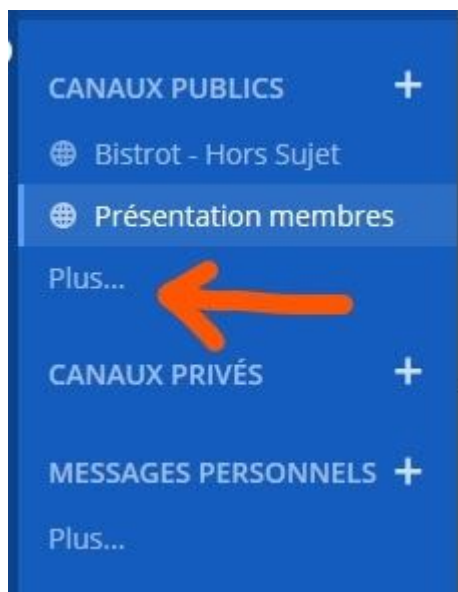 CANAUX PUBLICS +
Bistrot - Hors Sujet
Présentation membres
Plus...
CANAUX PRIVÉS +
MESSAGES PERSONNELS +
Plus...